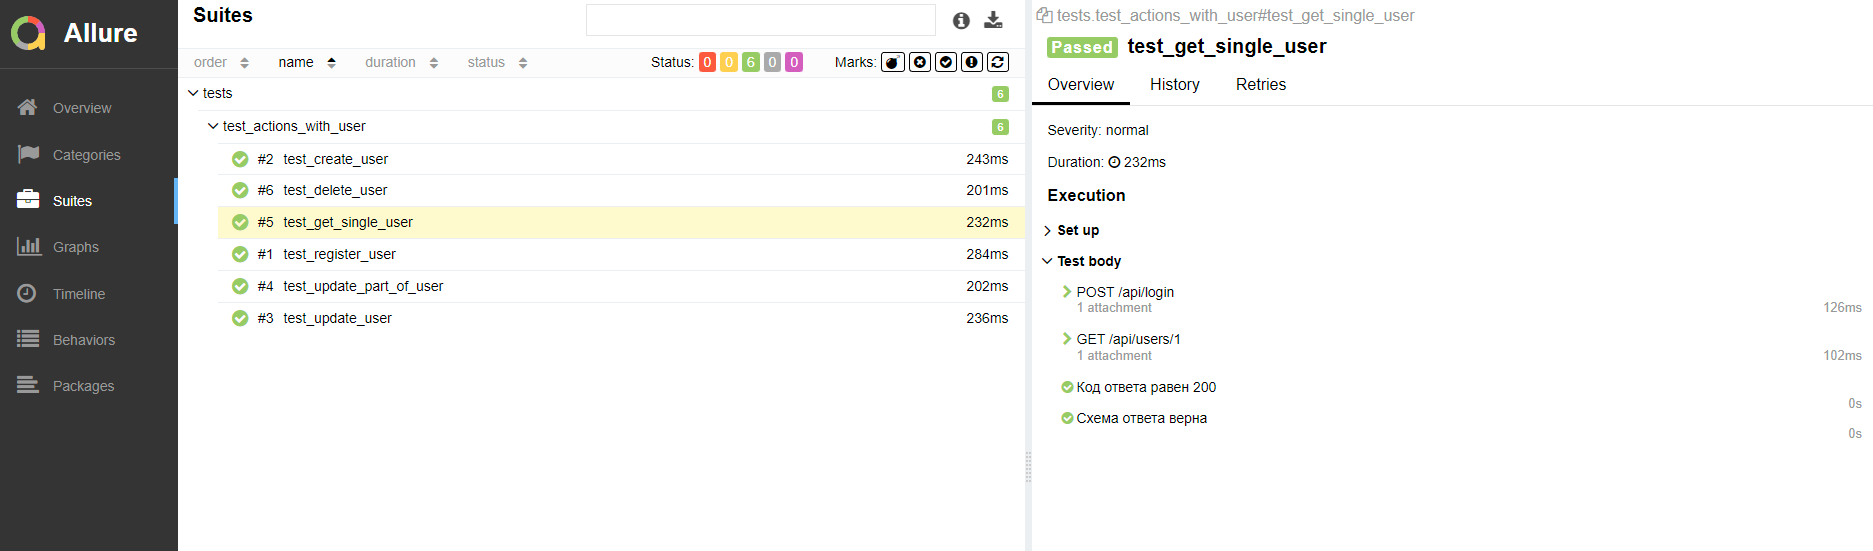 Allure
Overview
Categories
Suites
Graphs
Timeline
Behaviors
Packages
Suites
order name duration status Status: 0 0 6 0 0 Marks:
tests 6
test_actions_with_user 6
#2 test_create_user 243ms
#6 test_delete_user 201ms
#5 test_get_single_user 232ms
#1 test_register_user 284ms
#4 test_update_part_of_user 202ms
#3 test_update_user 236ms
tests.test_actions_with_user#test_get_single_user
Passed test_get_single_user
Overview History Retries
Severity: normal
Duration: 232ms
Execution
Set up
Test body
POST /api/login
1 attachment 126ms
GET /api/users/1
1 attachment 102ms
Код ответа равен 200
0s
Схема ответа верна
0s